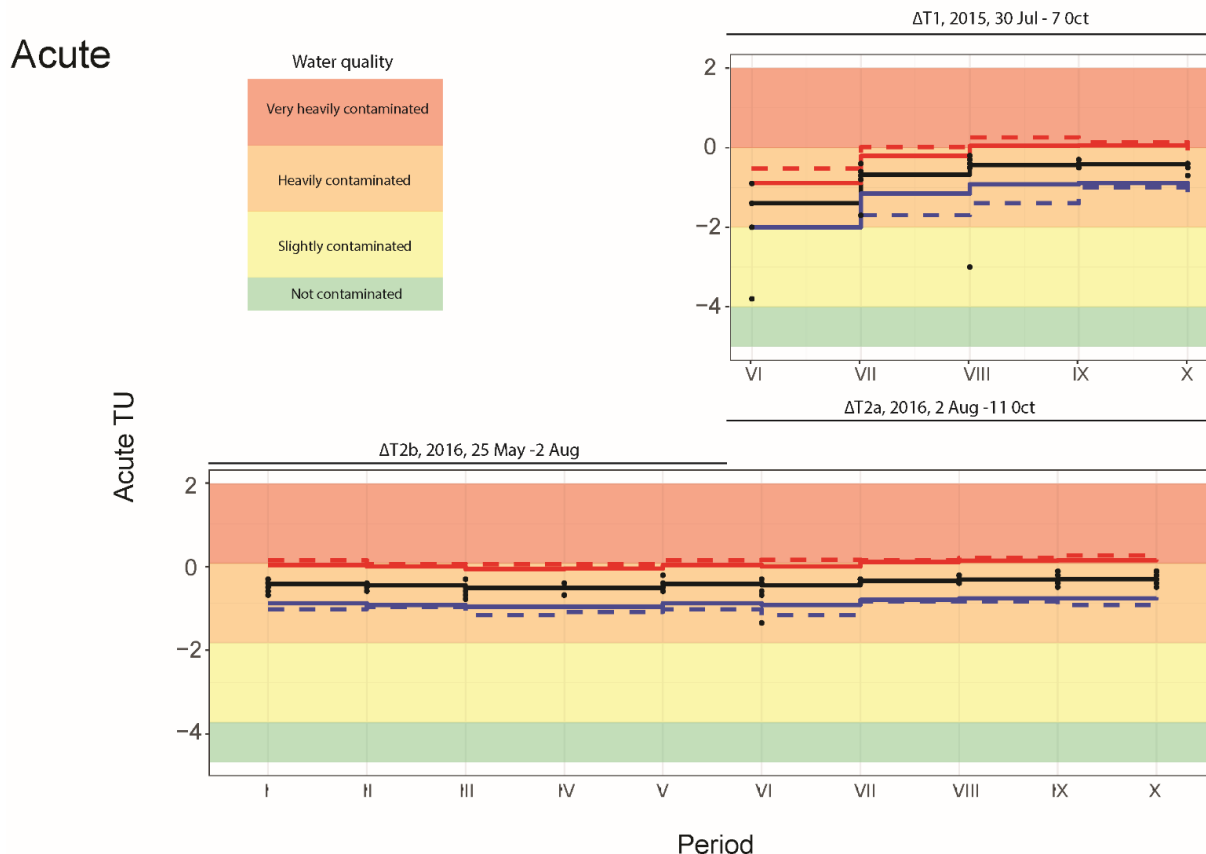 Acute
Water quality
Very heavily contaminated
Heavily contaminated
Slightly contaminated
Not contaminated
ΔT1, 2015, 30 Jul - 7 Oct
2
0
−2
−4
VI VII VIII IX X
ΔT2a, 2016, 2 Aug -11 Oct
ΔT2b, 2016, 25 May -2 Aug
Acute TU
2
0
−2
−4
I II III IV V VI VII VIII IX X
Period